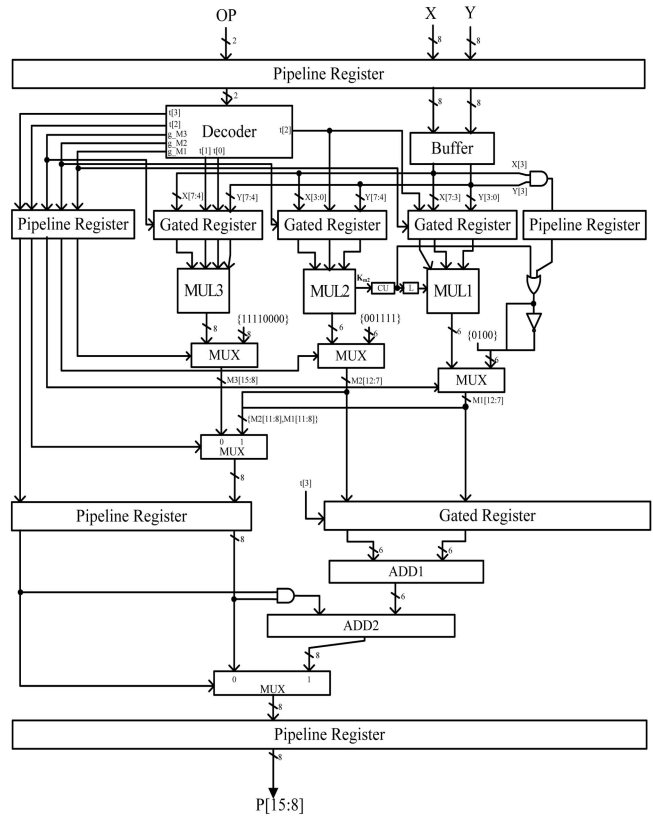 OP X Y
2 8 8
Pipeline Register
2 8 8
t[3]
t[2]
g_M3
g_M2
g_M1
Decoder
t[1] t[0]
t[2]
Buffer
X[3]
Y[3]
X[7:4] Y[7:4] X[3:0] Y[7:4] X[7:3] Y[3:0]
Pipeline Register Gated Register Gated Register Gated Register Pipeline Register
MUL3 MUL2 Km2 CU L MUL1
8 {11110000} 8 6 {001111} 6 6 {0100} 6
MUX MUX MUX
M3[15:8] M2[12:7] M1[12:7]
{M2[11:8],M1[11:8]}
0 1
MUX
8
t[3]
Pipeline Register Gated Register
8 6 6
ADD1
6
ADD2
8
0 1
MUX
8
Pipeline Register
8
P[15:8]